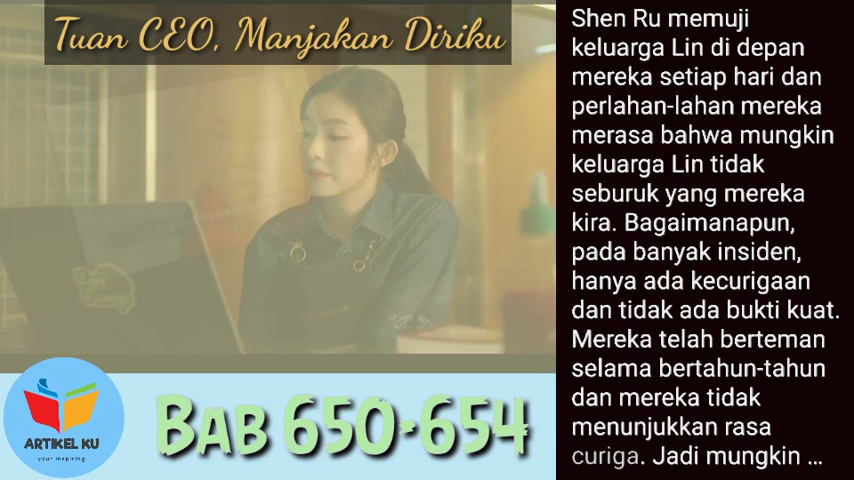 Tuan CEO, Manjakan Diriku
Shen Ru memuji
keluarga Lin di depan
mereka setiap hari dan
perlahan-lahan mereka
merasa bahwa mungkin
keluarga Lin tidak
seburuk yang mereka
kira. Bagaimanapun,
pada banyak insiden,
hanya ada kecurigaan
dan tidak ada bukti kuat.
Mereka telah berteman
selama bertahun-tahun
dan mereka tidak
menunjukkan rasa
curiga. Jadi mungkin ...
ARTIKEL KU
your inspiring
BAB 650-654